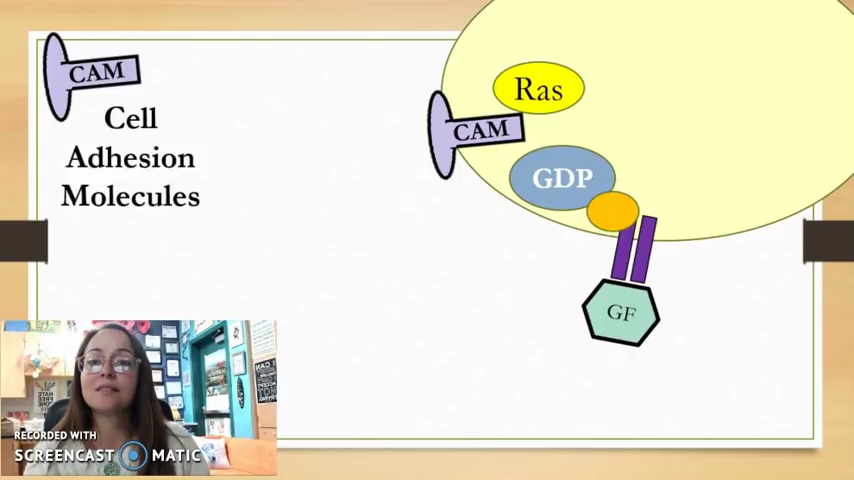 CAM
Cell
Adhesion
Molecules
Ras
CAM
GDP
GF
RECORDED WITH
SCREENCAST MATIC